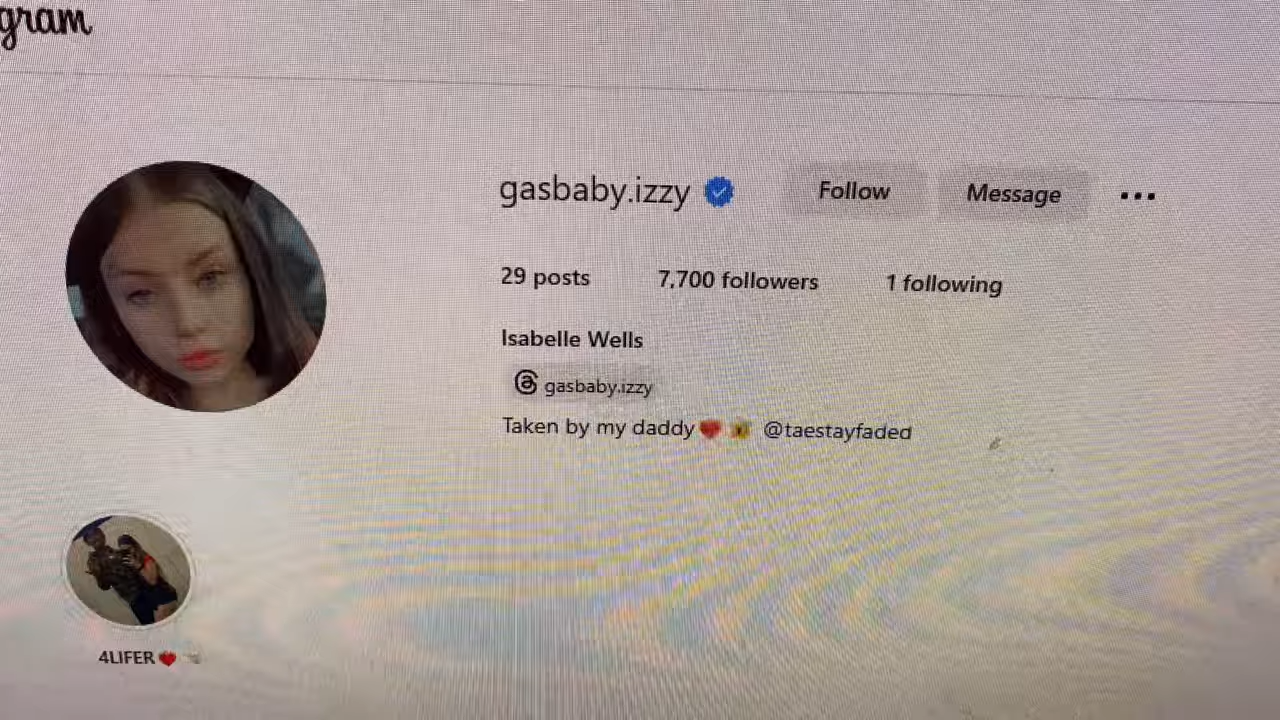 gram
gasbaby.izzy Follow Message
29 posts 7,700 followers 1 following
Isabelle Wells
gasbaby.izzy
Taken by my daddy❤️ @taestayfaded
4LIFER❤️